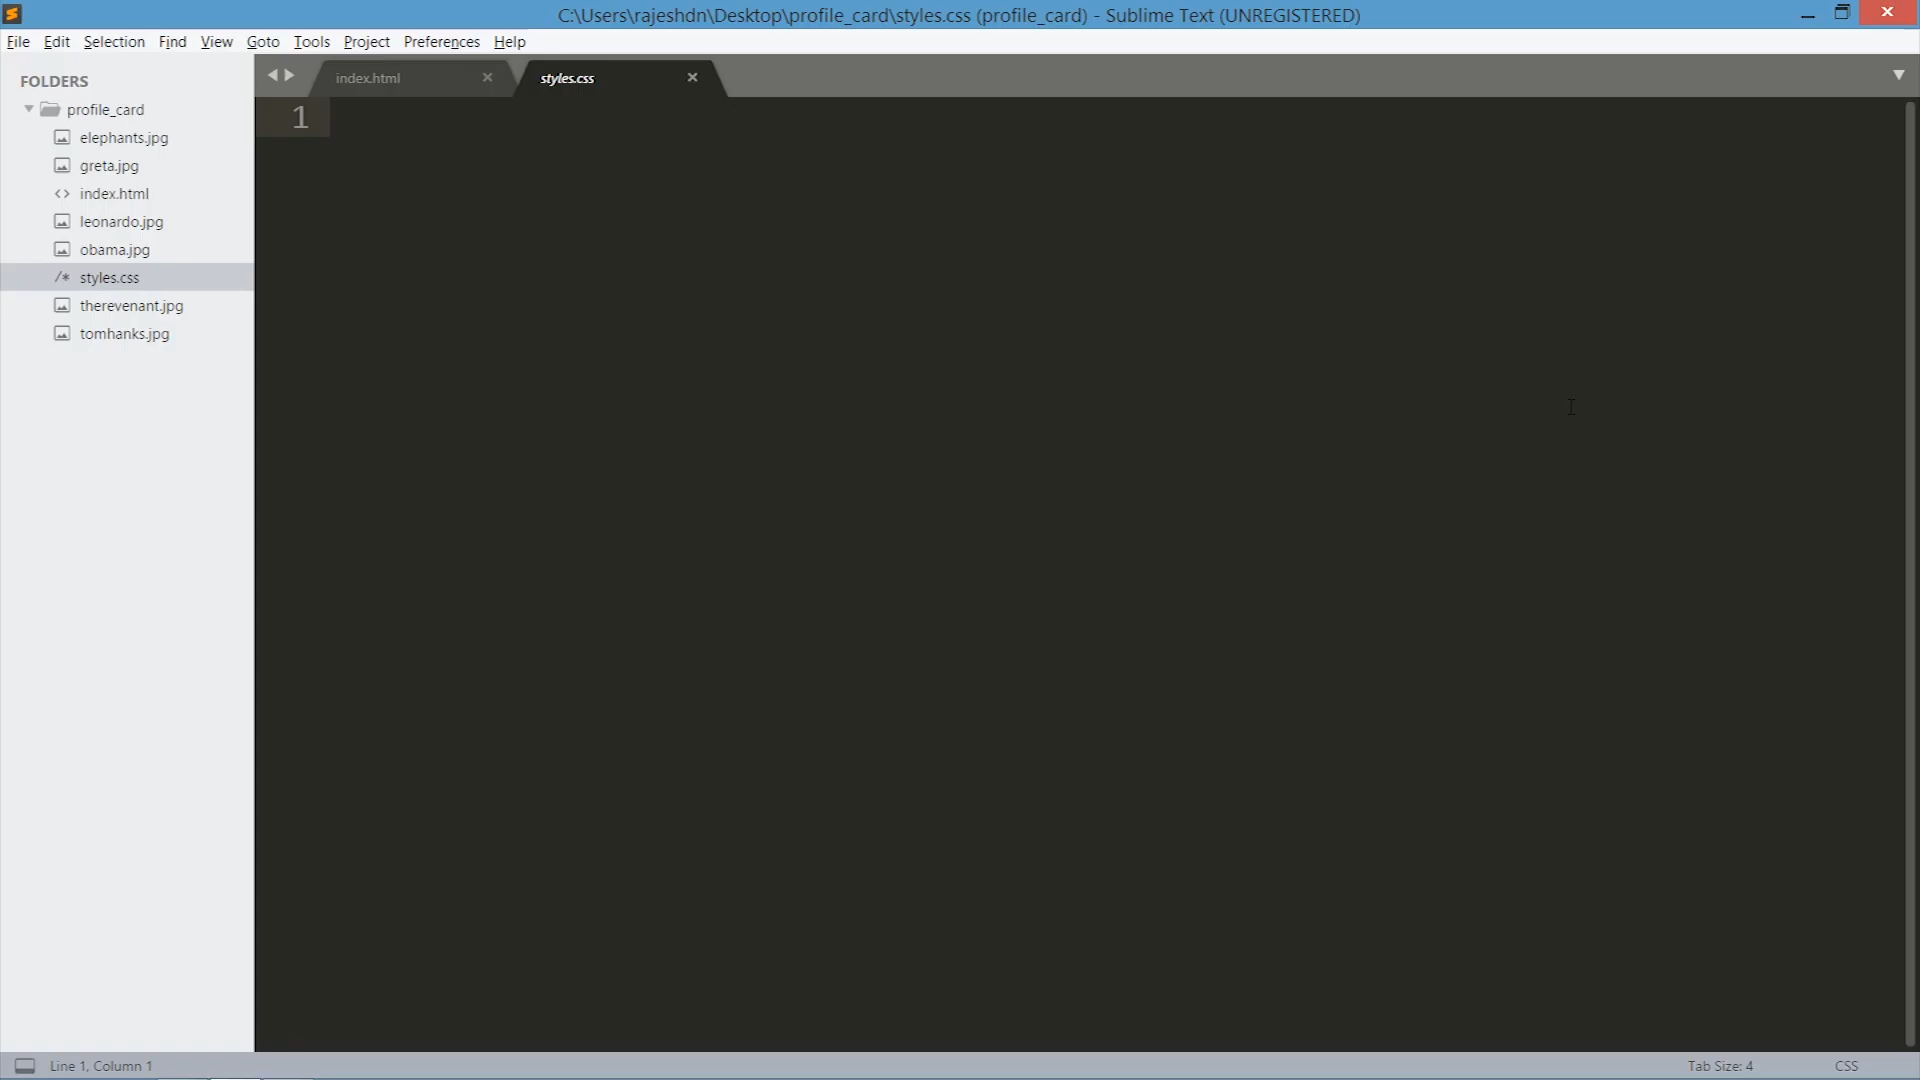 C:\Users\rajeshdn\Desktop\profile_card\styles.css (profile_card) - Sublime Text (UNREGISTERED)
File Edit Selection Find View Goto Tools Project Preferences Help
FOLDERS
profile_card
elephants.jpg
greta.jpg
<> index.html
leonardo.jpg
obama.jpg
/* styles.css
therevenant.jpg
tomhanks.jpg
index.html styles.css
1
Line 1, Column 1 Tab Size: 4 CSS